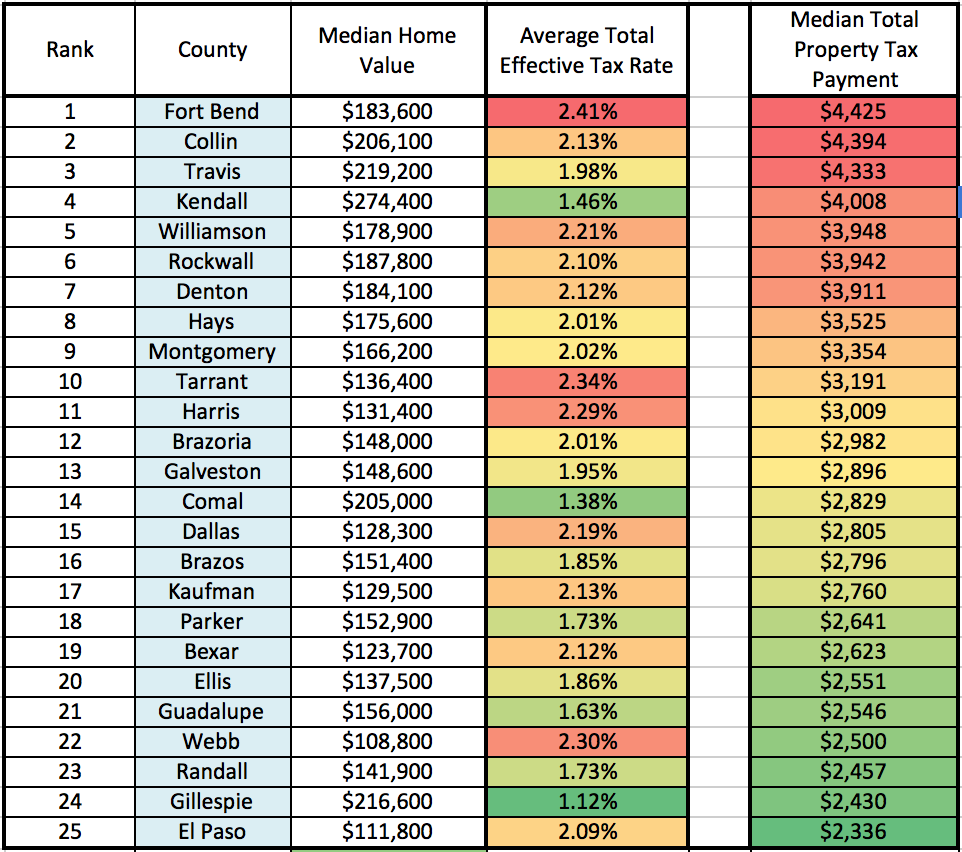 Rank County Median Home Value Average Total Effective Tax Rate Median Total Property Tax Payment
1 Fort Bend $183,600 2.41% $4,425
2 Collin $206,100 2.13% $4,394
3 Travis $219,200 1.98% $4,333
4 Kendall $274,400 1.46% $4,008
5 Williamson $178,900 2.21% $3,948
6 Rockwall $187,800 2.10% $3,942
7 Denton $184,100 2.12% $3,911
8 Hays $175,600 2.01% $3,525
9 Montgomery $166,200 2.02% $3,354
10 Tarrant $136,400 2.34% $3,191
11 Harris $131,400 2.29% $3,009
12 Brazoria $148,000 2.01% $2,982
13 Galveston $148,600 1.95% $2,896
14 Comal $205,000 1.38% $2,829
15 Dallas $128,300 2.19% $2,805
16 Brazos $151,400 1.85% $2,796
17 Kaufman $129,500 2.13% $2,760
18 Parker $152,900 1.73% $2,641
19 Bexar $123,700 2.12% $2,623
20 Ellis $137,500 1.86% $2,551
21 Guadalupe $156,000 1.63% $2,546
22 Webb $108,800 2.30% $2,500
23 Randall $141,900 1.73% $2,457
24 Gillespie $216,600 1.12% $2,430
25 El Paso $111,800 2.09% $2,336